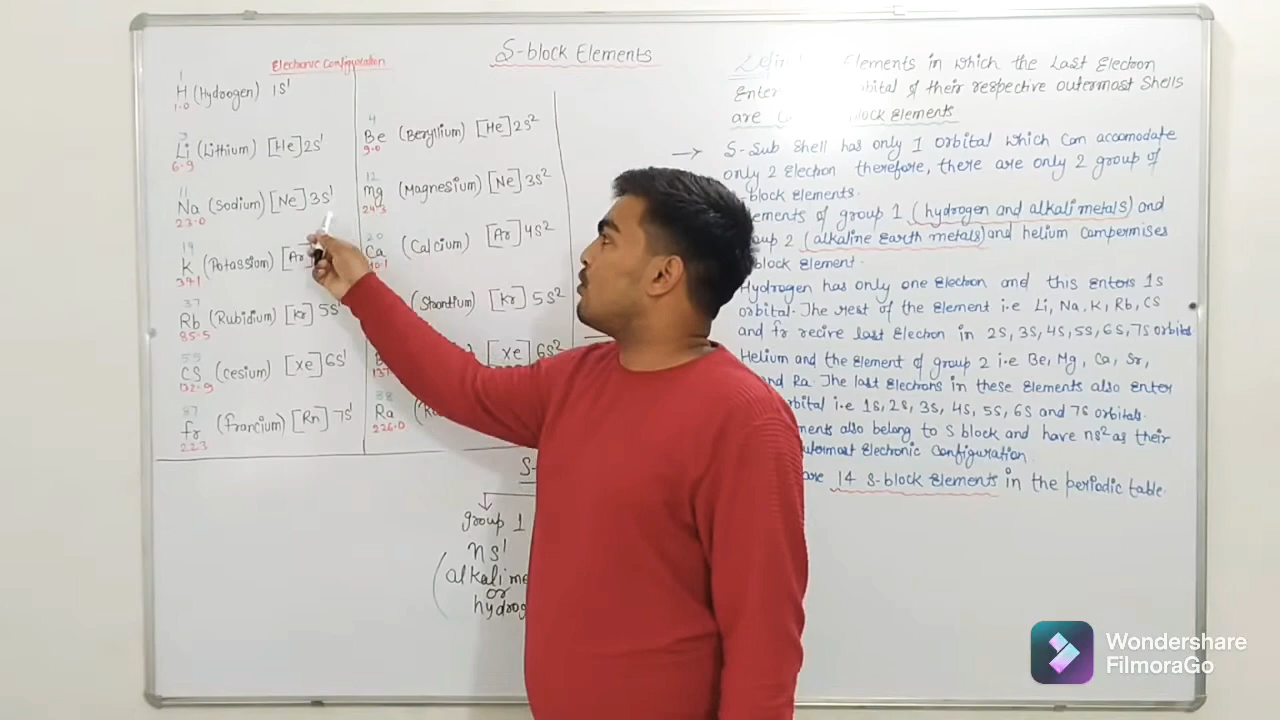 S-block Elements
Electronic Configuration
1
H (Hydrogen) 1S¹
1.0
3
Li (Lithium) [He]2S¹
6.9
11
Na (Sodium) [Ne]3S¹
23.0
19
K (Potassium) [Ar]
39.1
37
Rb (Rubidium) [Kr] 5S¹
85.5
55
CS (Cesium) [Xe]6S¹
132.9
87
fr (francium) [Rn] 7S¹
223
4
Be (Beryllium) [He]2S²
9.0
12
Mg (Magnesium) [Ne]3S²
24.3
20
Ca (Calcium) [Ar]4S²
(Strontium) [Kr] 5S²
[Xe]6S²
88
Ra
226.0
group 1
ns¹
or
Elements in which the Last Electron
Enter of their respective outermost Shells
are block Elements
→ S-Sub Shell has only 1 orbital which Can accomodate
only 2 Electron therefore, there are only 2 group of
block Elements.
ements of group 1 (hydrogen and alkali metals) and
oup 2 (alkaline Earth metals) and helium Campermises
block Element.
Hydrogen has only one Electron and this enters 1s
orbital. The rest of the Element i.e Li, Na, K, Rb, CS
and fr recive last Electron in 2S, 3S, 4S, 5S, 6S, 7S orbitls
Helium and the Element of group 2 i.e Be, Mg, Ca, Sr,
and Ra. The last Electrons in these Elements also Enter
rbital i.e 1S, 2S, 3S, 4S, 5S, 6S and 7S orbitals.
ments also belong to S block and have ns² as their
utermost Electronic Configuration.
are 14 S-block Elements in the periodic table.
Wondershare
FilmoraGo